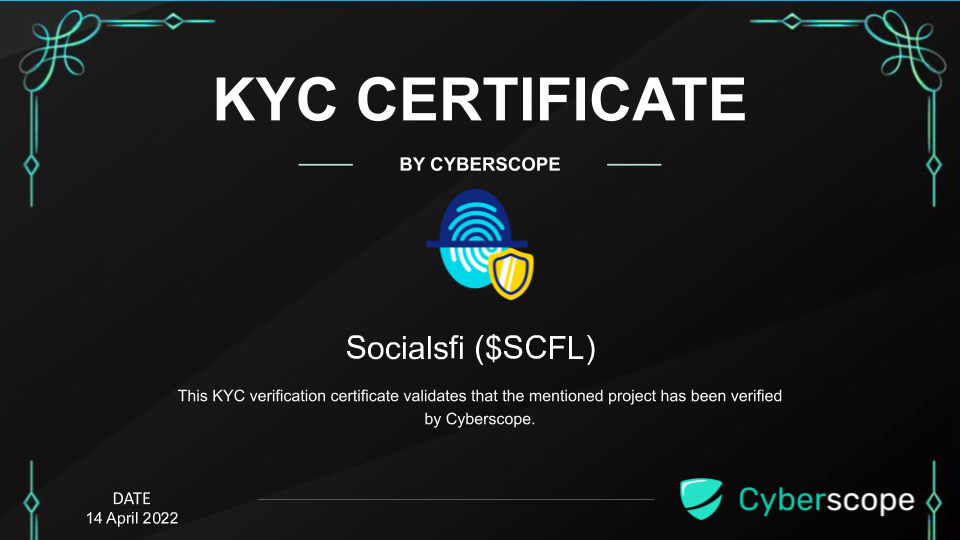 KYC CERTIFICATE
BY CYBERSCOPE
Socialsfi ($SCFL)
This KYC verification certificate validates that the mentioned project has been verified
by Cyberscope.
DATE
14 April 2022
Cyberscope